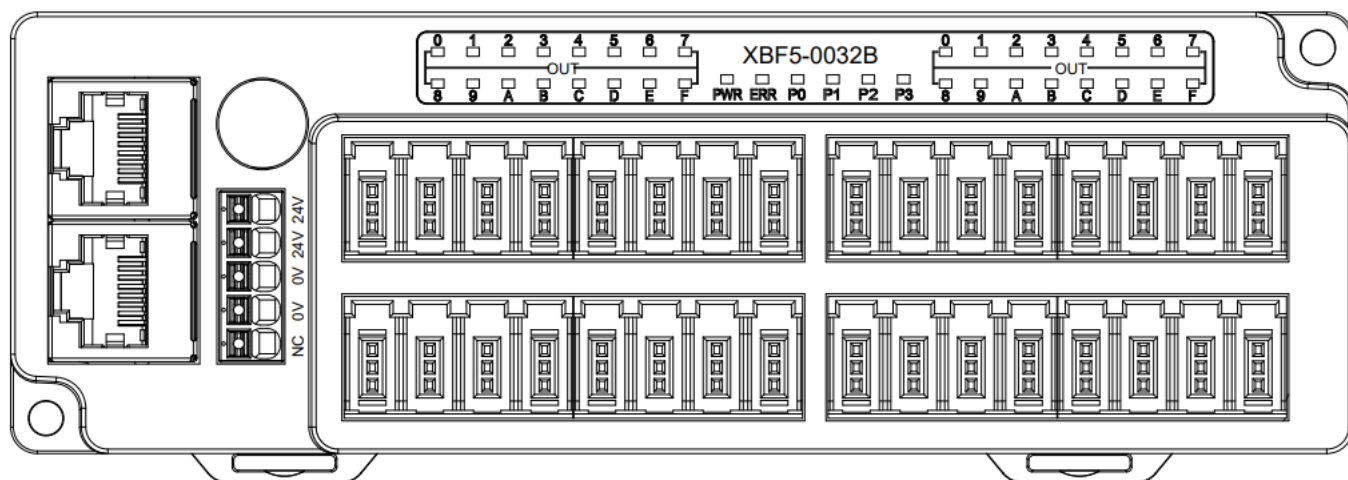 0 1 2 3 4 5 6 7
OUT
8 9 A B C D E F
XBF5-0032B
PWR ERR P0 P1 P2 P3
0 1 2 3 4 5 6 7
OUT
8 9 A B C D E F
24V
24V
0V
0V
NC